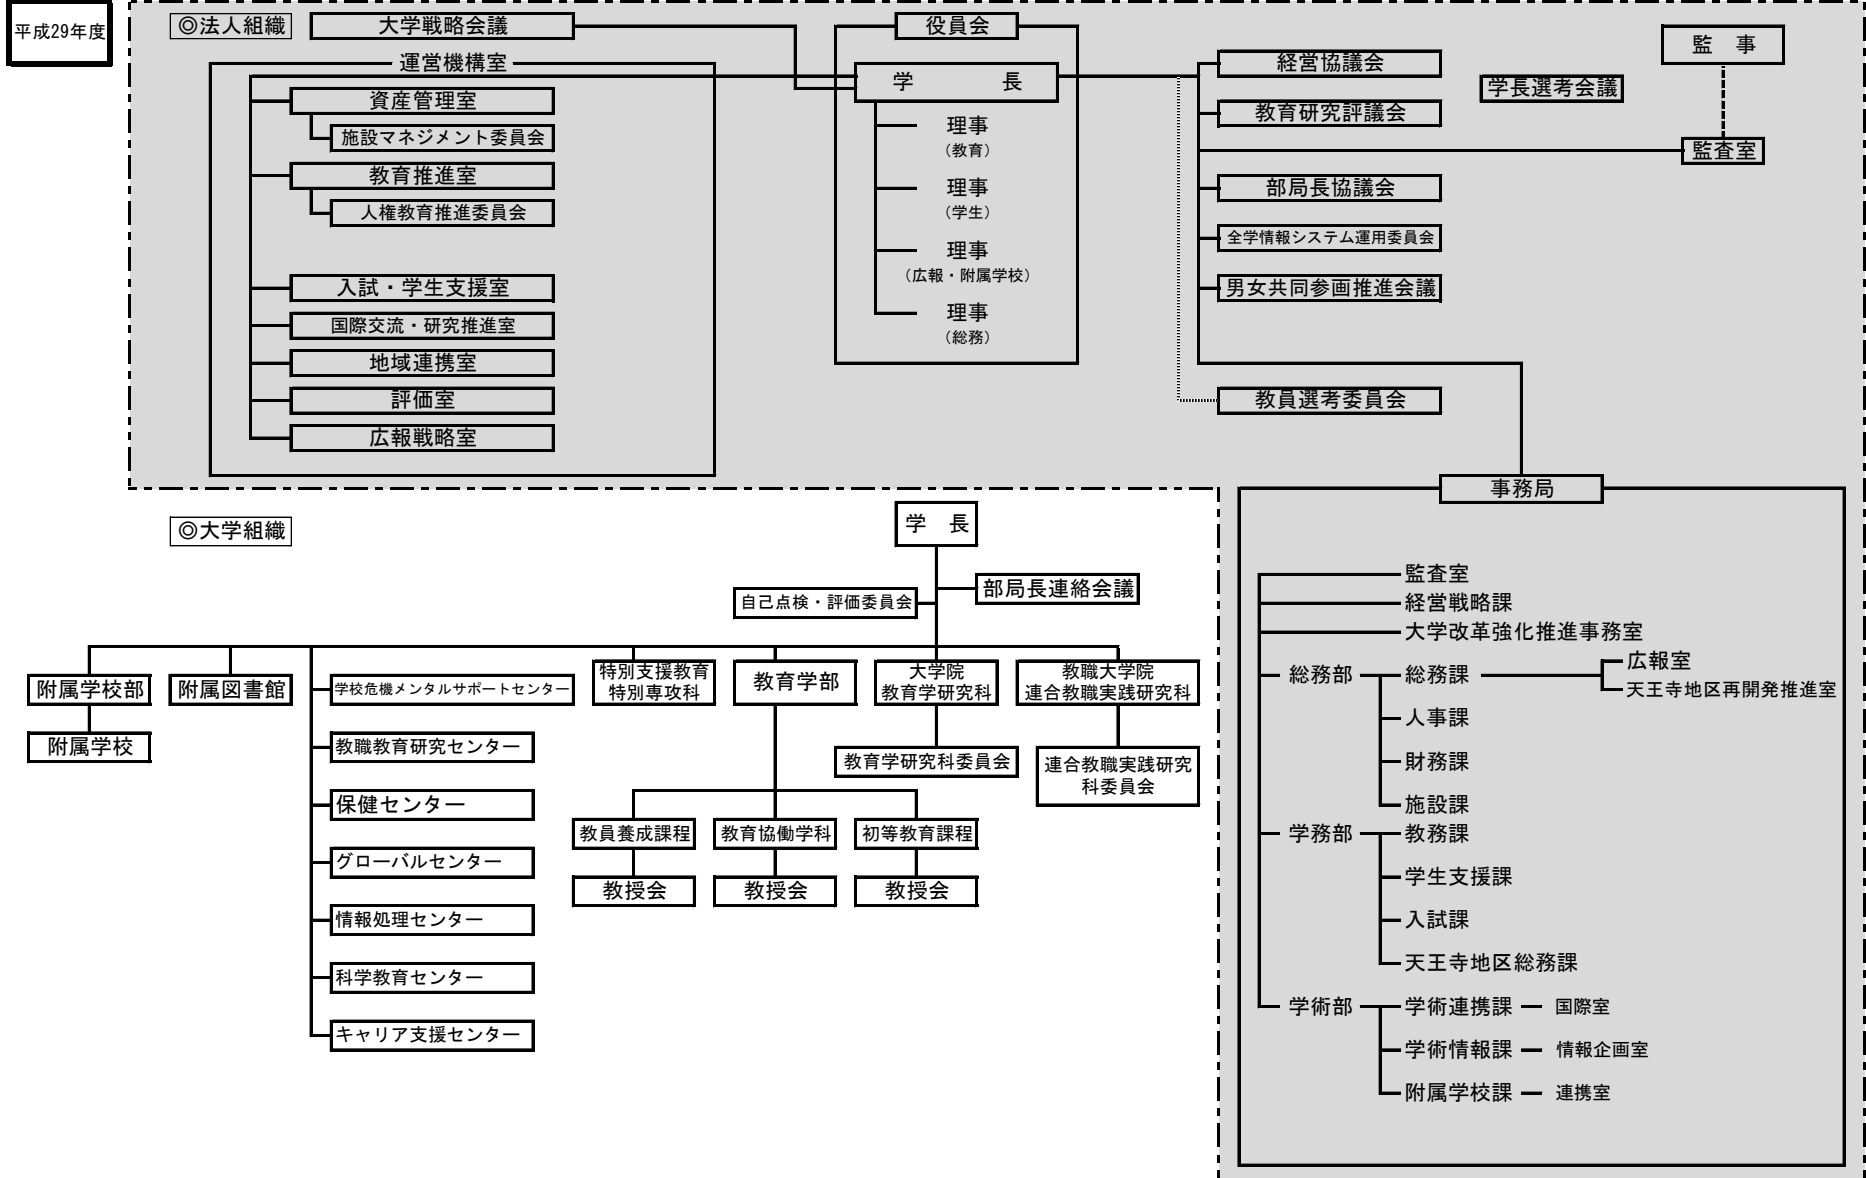 平成29年度
◎法人組織
大学戦略会議
役員会
監　事
運営機構室
学　長
経営協議会
学長選考会議
資産管理室
教育研究評議会
施設マネジメント委員会
理事
（教育）
監査室
教育推進室
理事
（学生）
部局長協議会
人権教育推進委員会
理事
（広報・附属学校）
全学情報システム運用委員会
入試・学生支援室
男女共同参画推進会議
国際交流・研究推進室
理事
（総務）
地域連携室
評価室
教員選考委員会
広報戦略室
事務局
◎大学組織
学　長
部局長連絡会議
自己点検・評価委員会
附属学校部
附属図書館
学校危機メンタルサポートセンター
特別支援教育
特別専攻科
教育学部
大学院
教育学研究科
教職大学院
連合教職実践研究科
附属学校
教職教育研究センター
教育学研究科委員会
連合教職実践研究
科委員会
保健センター
教員養成課程
教育協働学科
初等教育課程
グローバルセンター
教授会
教授会
教授会
情報処理センター
科学教育センター
キャリア支援センター
監査室
経営戦略課
大学改革強化推進事務室
総務部
総務課
広報室
天王寺地区再開発推進室
人事課
財務課
施設課
学務部
教務課
学生支援課
入試課
天王寺地区総務課
学術部
学術連携課
国際室
学術情報課
情報企画室
附属学校課
連携室